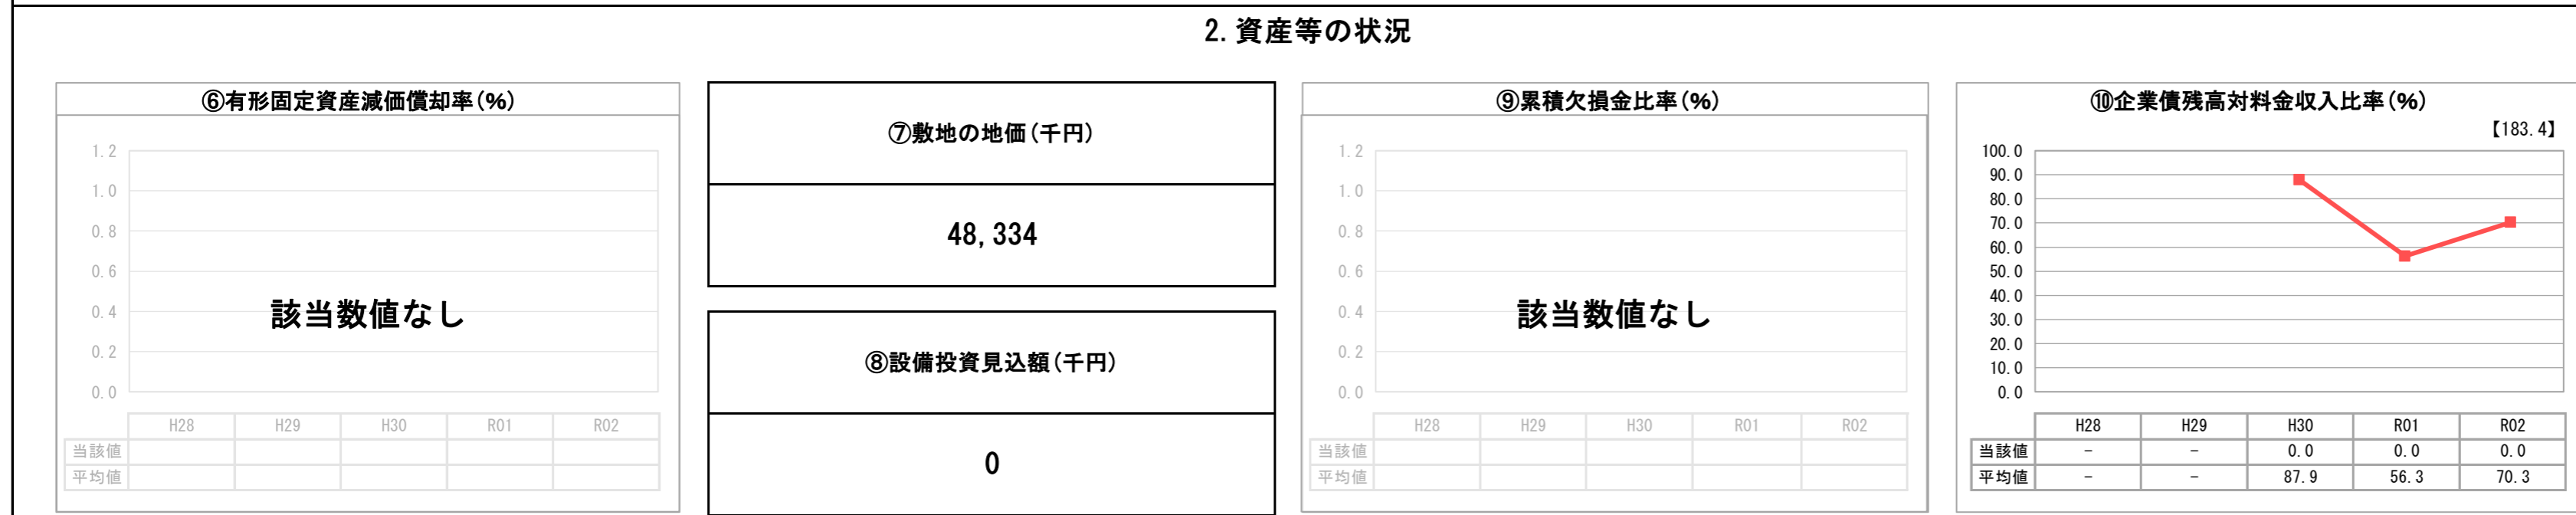 2.資産等の状況
⑥有形固定資産減価償却率(%)
1.2
1.0
0.8
0.6
0.4
0.2
0.0
該当数値なし
H28 H29 H30 R01 R02
当該値
平均値
⑦敷地の地価(千円)
48,334
⑧設備投資見込額(千円)
0
⑨累積欠損金比率(%)
1.2
1.0
0.8
0.6
0.4
0.2
0.0
該当数値なし
H28 H29 H30 R01 R02
当該値
平均値
⑩企業債残高対料金収入比率(%)
【183.4】
100.0
90.0
80.0
70.0
60.0
50.0
40.0
30.0
20.0
10.0
0.0
H28 H29 H30 R01 R02
当該値 - - 0.0 0.0 0.0
平均値 - - 87.9 56.3 70.3